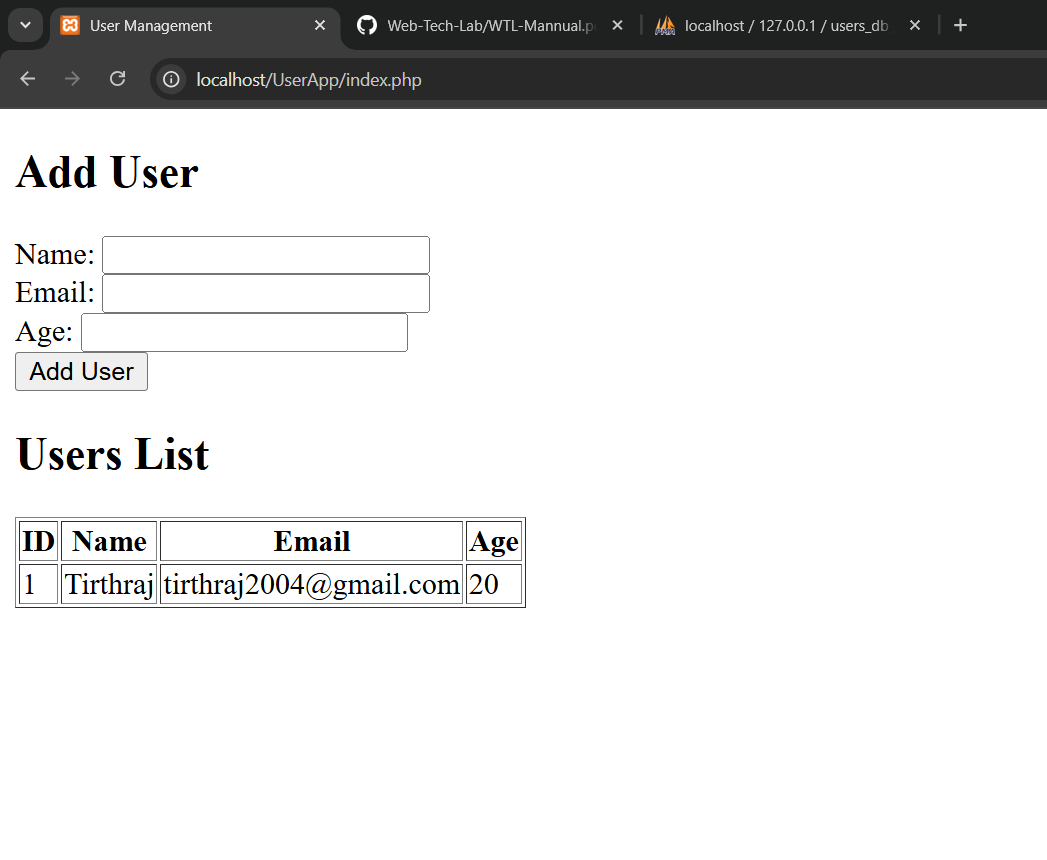 User Management
Web-Tech-Lab/WTL-Mannual.p
localhost / 127.0.0.1 / users_db
localhost/UserApp/index.php
Add User
Name:
Email:
Age:
Add User
Users List
ID Name Email Age
1 Tirthraj tirthraj2004@gmail.com 20